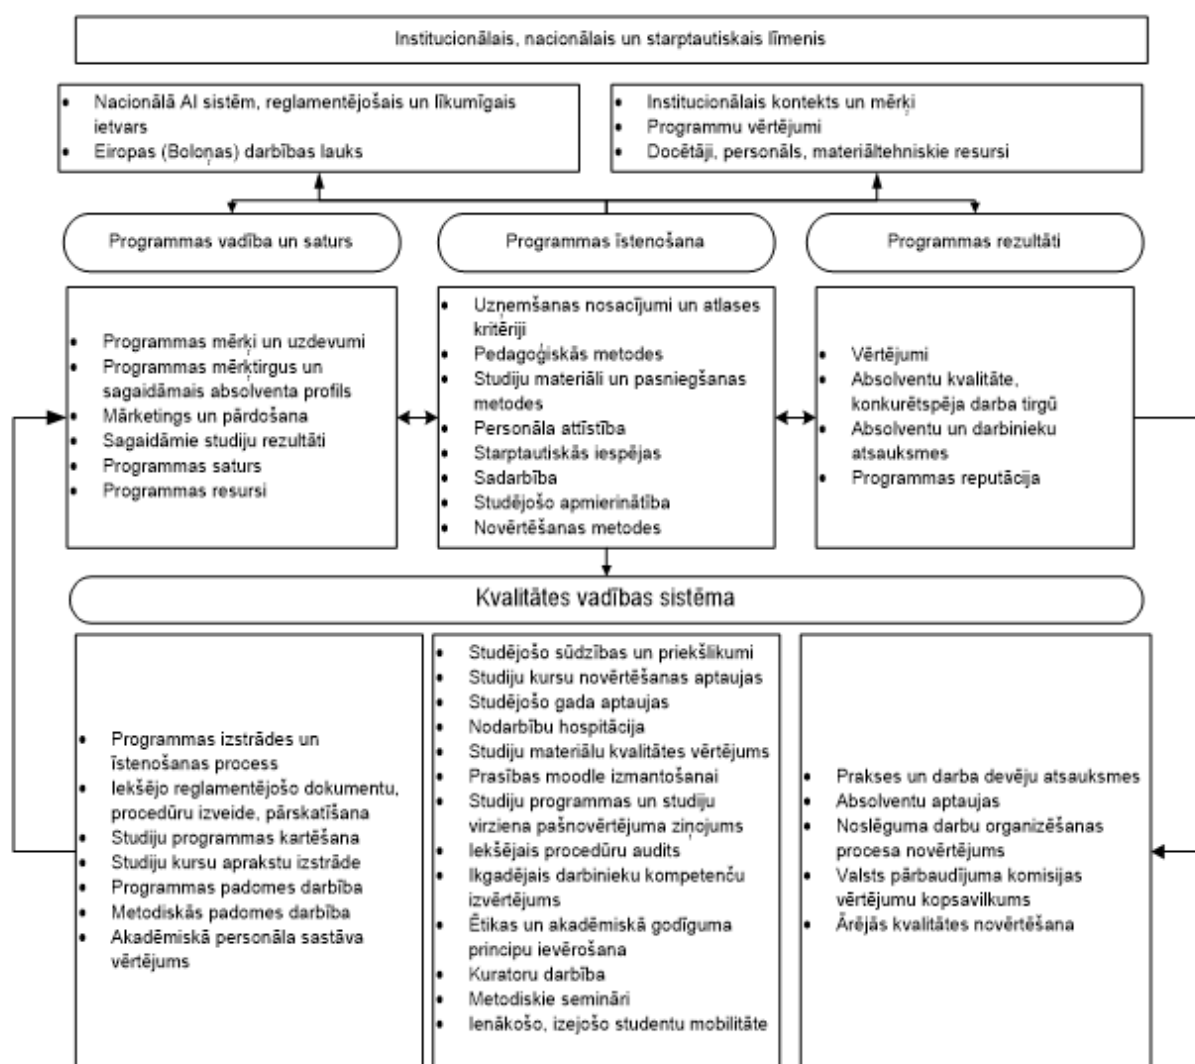 Institucionālais, nacionālais un starptautiskais līmenis
• Nacionālā AI sistēm, reglamentējošais un līkumīgais
ietvars
• Eiropas (Boloņas) darbības lauks
• Institucionālais kontekts un mērķi
• Programmu vērtējumi
• Docētāji, personāls, materiāltehniskie resursi
Programmas vadība un saturs
Programmas īstenošana
Programmas rezultāti
• Programmas mērķi un uzdevumi
• Programmas mērķtirgus un
sagaidāmais absolventa profils
• Mārketings un pārdošana
• Sagaidāmie studiju rezultāti
• Programmas saturs
• Programmas resursi
• Uzņemšanas nosacījumi un atlases
kritēriji
• Pedagoģiskās metodes
• Studiju materiāli un pasniegšanas
metodes
• Personāla attīstība
• Starptautiskās iespējas
• Sadarbība
• Studējošo apmierinātība
• Novērtēšanas metodes
• Vērtējumi
• Absolventu kvalitāte,
konkurētspēja darba tirgū
• Absolventu un darbinieku
atsauksmes
• Programmas reputācija
Kvalitātes vadības sistēma
• Programmas izstrādes un
īstenošanas process
• Iekšējo reglamentējošo dokumentu,
procedūru izveide, pārskatīšana
• Studiju programmas kartēšana
• Studiju kursu aprakstu izstrāde
• Programmas padomes darbība
• Metodiskās padomes darbība
• Akadēmiskā personāla sastāva
vērtējums
• Studējošo sūdzības un priekšlikumi
• Studiju kursu novērtēšanas aptaujas
• Studējošo gada aptaujas
• Nodarbību hospitācija
• Studiju materiālu kvalitātes vērtējums
• Prasības moodle izmantošanai
• Studiju programmas un studiju
virziena pašnovērtējuma ziņojums
• Iekšējais procedūru audits
• Ikgadējais darbinieku kompetenču
izvērtējums
• Ētikas un akadēmiskā godīguma
principu ievērošana
• Kuratoru darbība
• Metodiskie semināri
• Ienākošo, izejošo studentu mobilitāte
• Prakses un darba devēju atsauksmes
• Absolventu aptaujas
• Noslēguma darbu organizēšanas
procesa novērtējums
• Valsts pārbaudījuma komisijas
vērtējumu kopsavilkums
• Ārējās kvalitātes novērtēšana